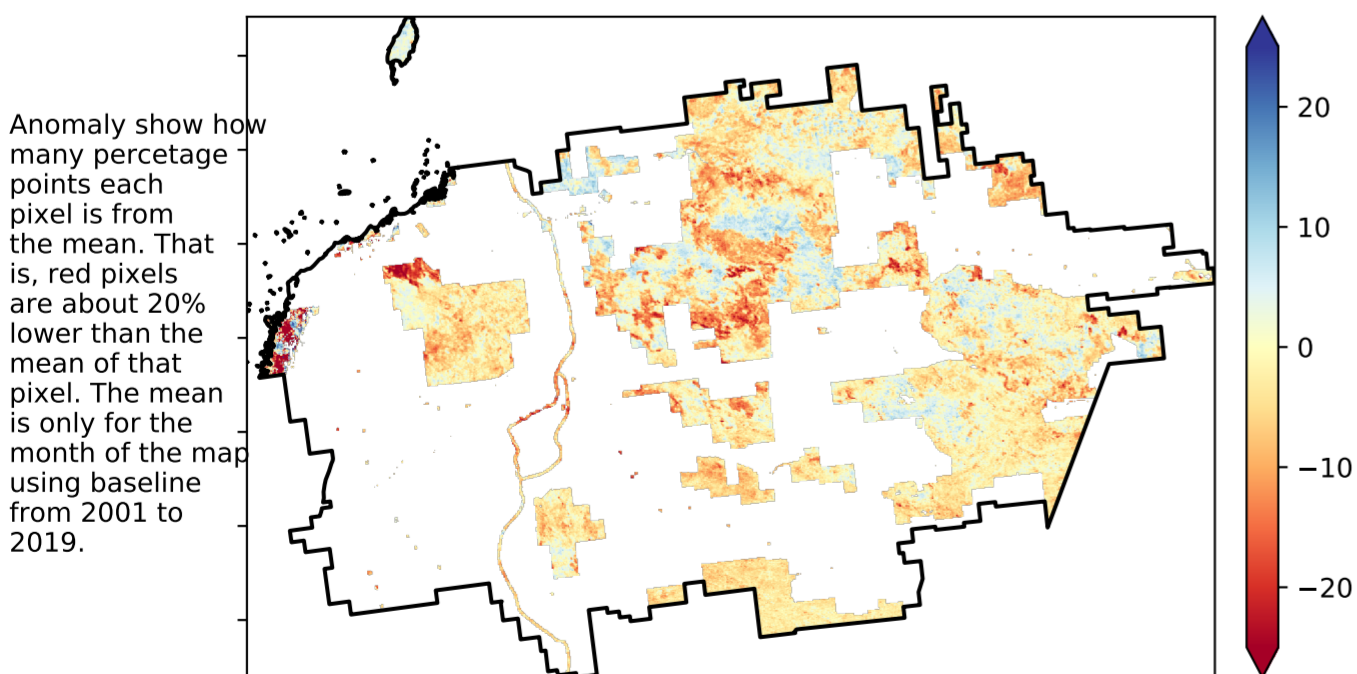 Anomaly show how
many percetage
points each
pixel is from
the mean. That
is, red pixels
are about 20%
lower than the
mean of that
pixel. The mean
is only for the
month of the map
using baseline
from 2001 to
2019.
20
10
0
−10
−20